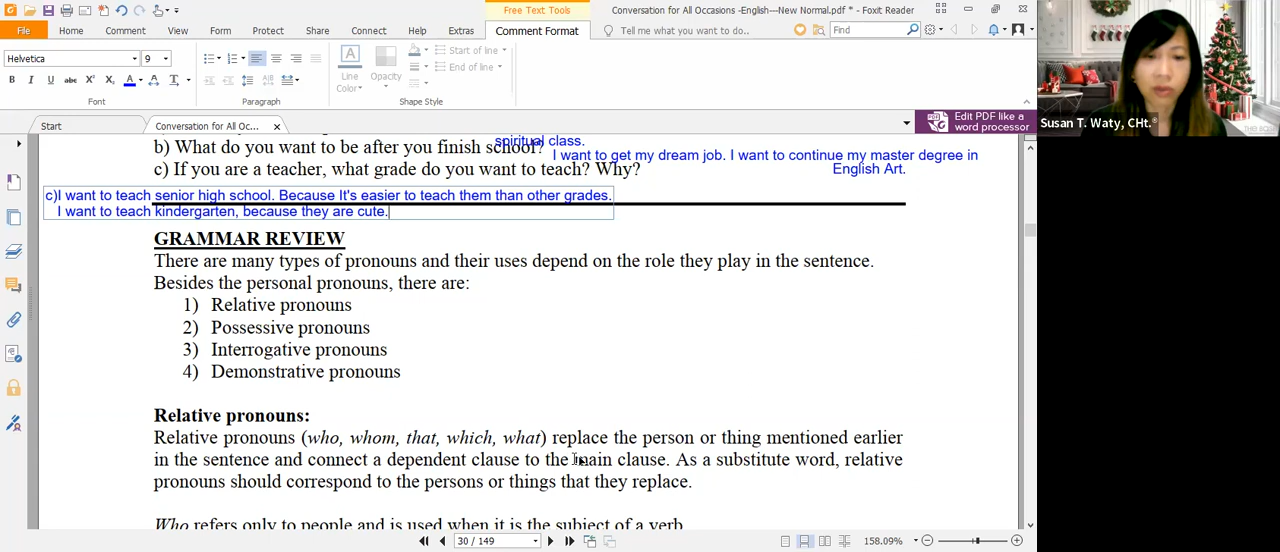 Free Text Tools
Conversation for All Occasions -English---New Normal.pdf * - Foxit Reader
File
Home
Comment
View
Form
Protect
Share
Connect
Help
Extras
Comment Format
Tell me what you want to do..
Find
Helvetica
9
B I U abc X² X₂ A A T
Line Color
Opacity
Start of line
End of line
Font
Paragraph
Shape Style
Start
Conversation for All Oc...
Edit PDF like a
word processor
Susan T. Waty, CHt.®
spiritual class.
b) What do you want to be after you finish school?
I want to get my dream job. I want to continue my master degree in
English Art.
c) If you are a teacher, what grade do you want to teach? Why?
c)I want to teach senior high school. Because It's easier to teach them than other grades.
I want to teach kindergarten, because they are cute.
GRAMMAR REVIEW
There are many types of pronouns and their uses depend on the role they play in the sentence.
Besides the personal pronouns, there are:
1) Relative pronouns
2) Possessive pronouns
3) Interrogative pronouns
4) Demonstrative pronouns
Relative pronouns:
Relative pronouns (who, whom, that, which, what) replace the person or thing mentioned earlier
in the sentence and connect a dependent clause to the main clause. As a substitute word, relative
pronouns should correspond to the persons or things that they replace.
Who refers only to people and is used when it is the subject of a verb
30 / 149
158.09%